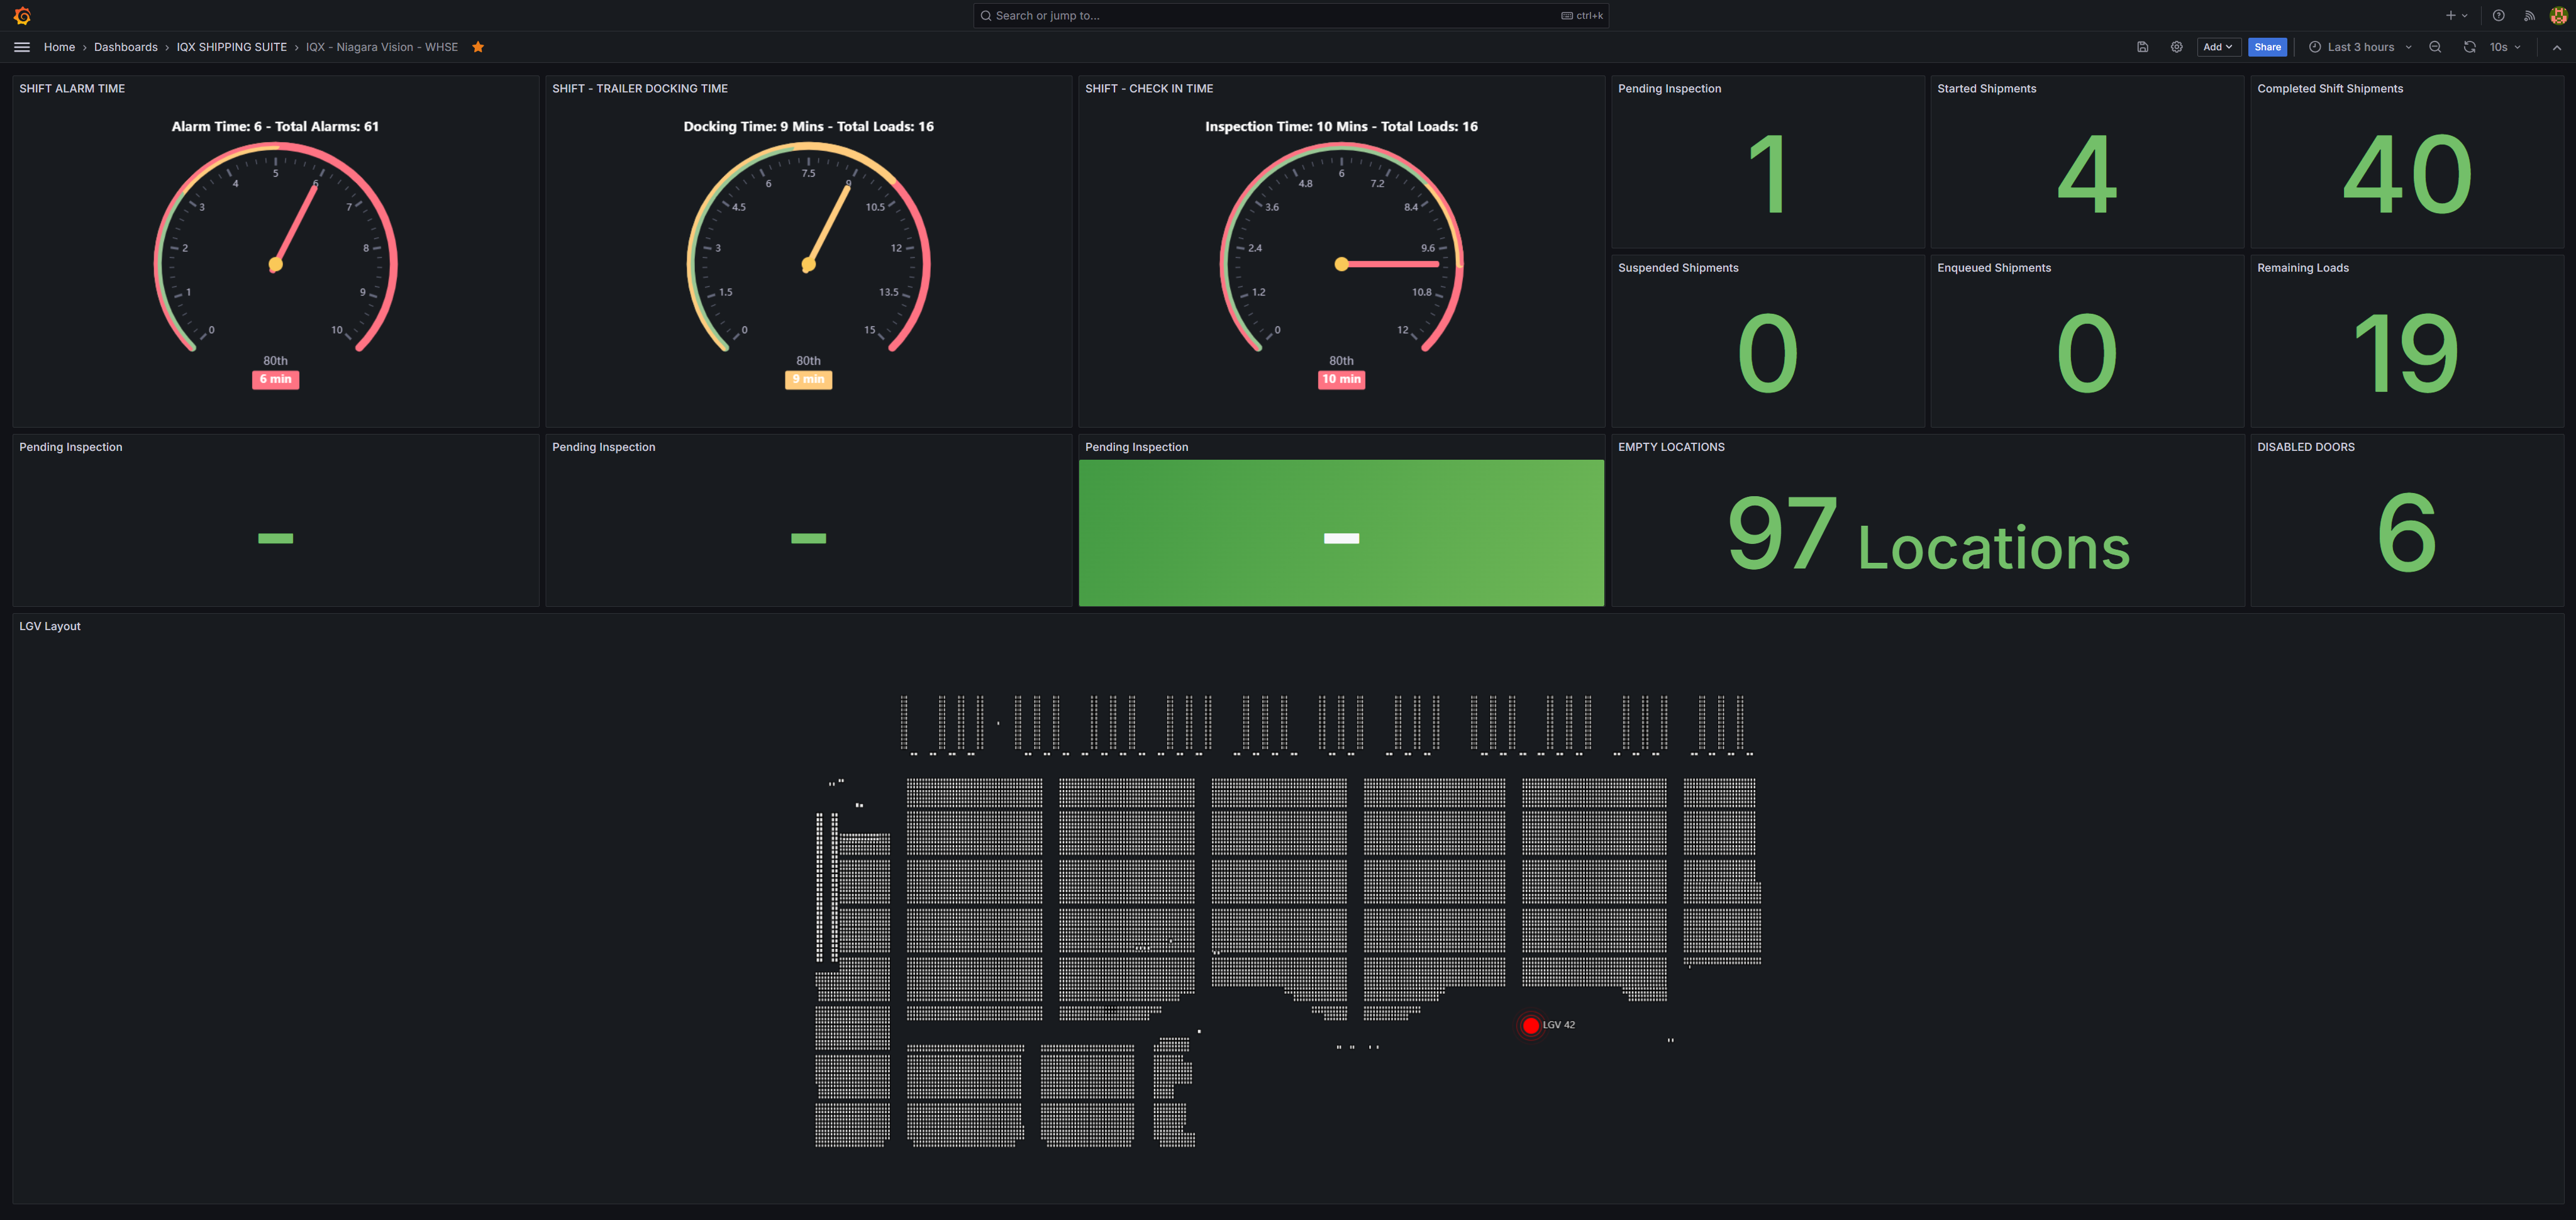 Search or jump to...
ctrl+k
Home › Dashboards › IQX SHIPPING SUITE › IQX - Niagara Vision - WHSE
Add
Share
Last 3 hours
10s
SHIFT ALARM TIME
Alarm Time: 6 - Total Alarms: 61
0
1
2
3
4
5
6
7
8
9
10
80th
6 min
SHIFT - TRAILER DOCKING TIME
Docking Time: 9 Mins - Total Loads: 16
0
1.5
3
4.5
6
7.5
9
10.5
12
13.5
15
80th
9 min
SHIFT - CHECK IN TIME
Inspection Time: 10 Mins - Total Loads: 16
0
1.2
2.4
3.6
4.8
6
7.2
8.4
9.6
10.8
12
80th
10 min
Pending Inspection
1
Started Shipments
4
Completed Shift Shipments
40
Suspended Shipments
0
Enqueued Shipments
0
Remaining Loads
19
Pending Inspection
-
Pending Inspection
-
Pending Inspection
-
EMPTY LOCATIONS
97 Locations
DISABLED DOORS
6
LGV Layout
LGV 42